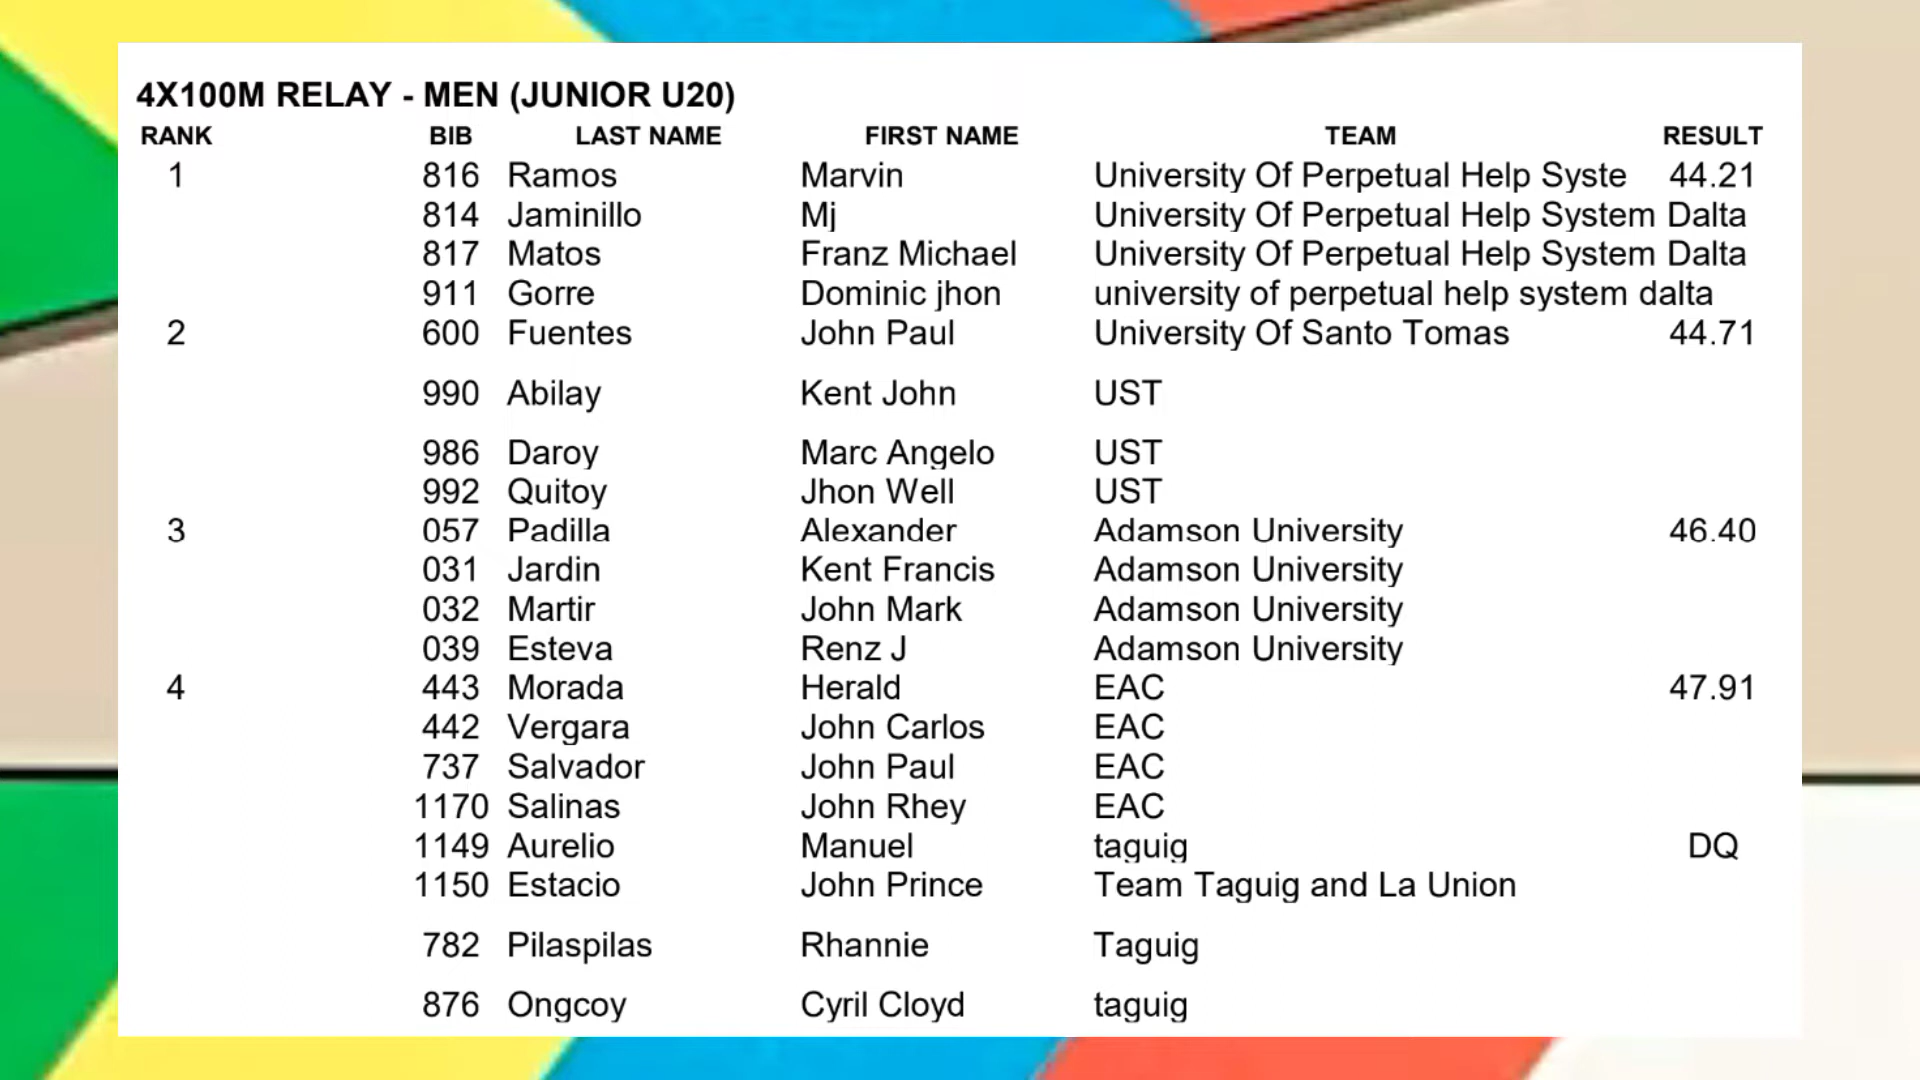 4X100M RELAY - MEN (JUNIOR U20)
RANK BIB LAST NAME FIRST NAME TEAM RESULT
1 816 Ramos Marvin University Of Perpetual Help Syste 44.21
814 Jaminillo Mj University Of Perpetual Help System Dalta
817 Matos Franz Michael University Of Perpetual Help System Dalta
911 Gorre Dominic jhon university of perpetual help system dalta
2 600 Fuentes John Paul University Of Santo Tomas 44.71
990 Abilay Kent John UST
986 Daroy Marc Angelo UST
992 Quitoy Jhon Well UST
3 057 Padilla Alexander Adamson University 46.40
031 Jardin Kent Francis Adamson University
032 Martir John Mark Adamson University
039 Esteva Renz J Adamson University
4 443 Morada Herald EAC 47.91
442 Vergara John Carlos EAC
737 Salvador John Paul EAC
1170 Salinas John Rhey EAC
1149 Aurelio Manuel taguig DQ
1150 Estacio John Prince Team Taguig and La Union
782 Pilaspilas Rhannie Taguig
876 Ongcoy Cyril Cloyd taguig